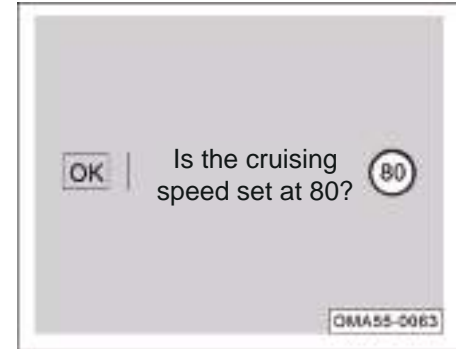 OK
Is the cruising
speed set at 80?
80
OMA55-0063